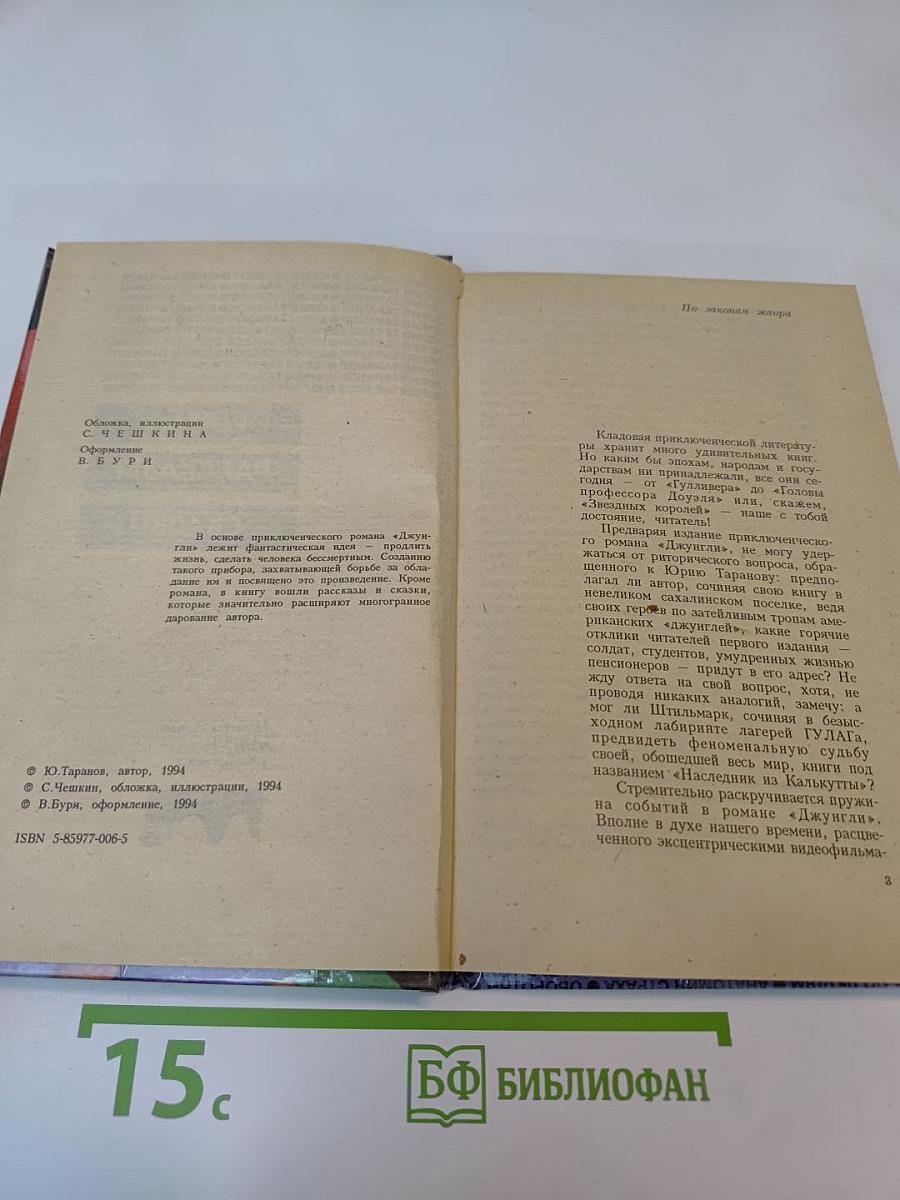 Обложка, иллюстрации
С. ЧЕШКИНА
Оформление
В. БУРИ
В основе приключенческого романа «Джун-
гли» лежит фантастическая идея — продлить
жизнь, сделать человека бессмертным. Созданию
такого прибора, захватывающей борьбе за обла-
дание им и посвящено это произведение. Кроме
романа, в книгу вошли рассказы и сказки,
которые значительно расширяют многогранное
дарование автора.
© Ю.Таранов, автор, 1994
© С.Чешкин, обложка, иллюстрации, 1994
© В.Буря, оформление, 1994
ISBN 5-85977-006-5
По законам жанра
Кладовая приключенческой литерату-
ры хранит много удивительных книг.
Но каким бы эпохам, народам и госу-
дарствам ни принадлежали, все они се-
годня — от «Гулливера» до «Головы
профессора Доуэля» или, скажем,
«Звездных королей» — наше с тобой
достояние, читатель!
Предваряя издание приключенческо-
го романа «Джунгли», не могу удер-
жаться от риторического вопроса, обра-
щенного к Юрию Таранову: предпо-
лагал ли автор, сочиняя свою книгу в
невеликом сахалинском поселке, ведя
своих героев по затейливым тропам аме-
риканских «джунглей», какие горячие
отклики читателей первого издания —
солдат, студентов, умудренных жизнью
пенсионеров — придут в его адрес? Не
жду ответа на свой вопрос, хотя, не
проводя никаких аналогий, замечу: а
мог ли Штильмарк, сочиняя в безыс-
ходном лабиринте лагерей ГУЛАГа,
предвидеть феноменальную судьбу
своей, обошедшей весь мир, книги под
названием «Наследник из Калькутты»?
Стремительно раскручивается пружи-
на событий в романе «Джунгли».
Вполне в духе нашего времени, расцве-
ченного эксцентрическими видеофильма-
3
АНАТОМИЯ СТРАХА
15 с
БФ БИБЛИОФАН